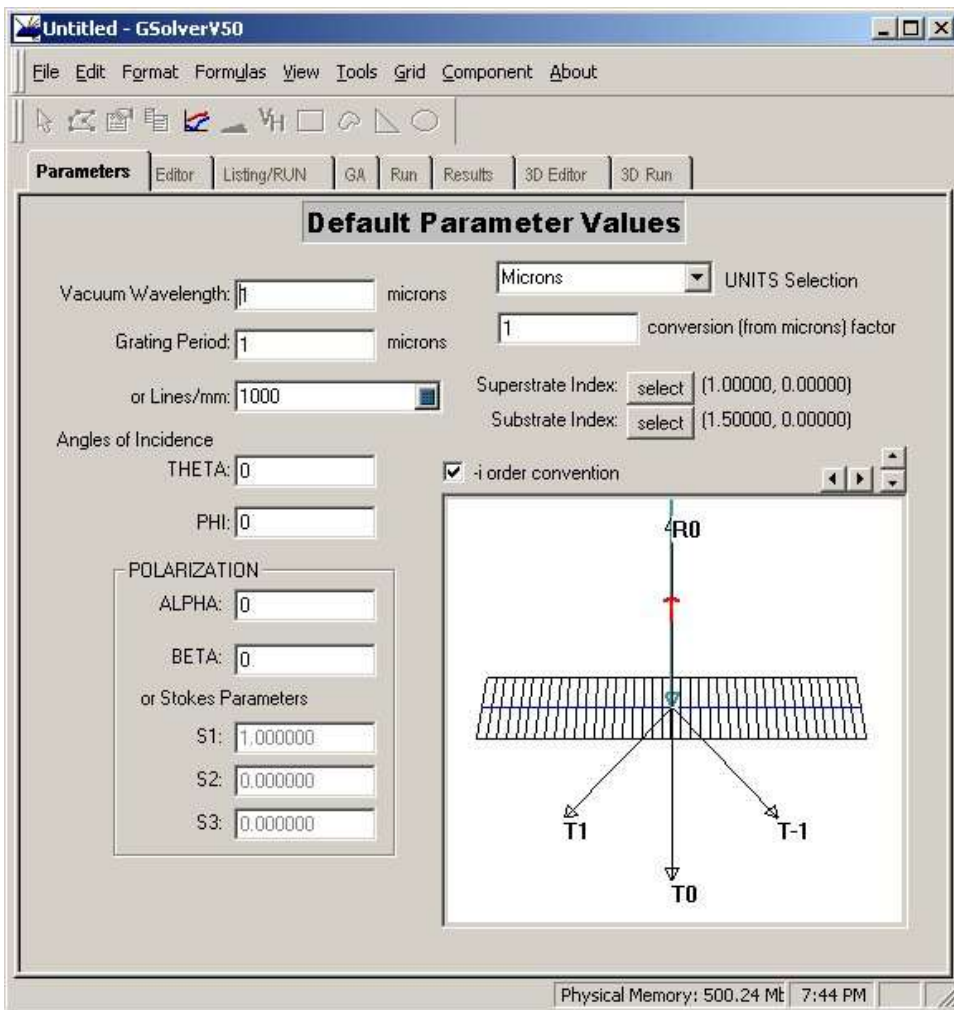 Untitled - GSolverV50
File Edit Format Formulas View Tools Grid Component About
VH
Parameters Editor Listing/RUN GA Run Results 3D Editor 3D Run
Default Parameter Values
Vacuum Wavelength: 1 microns
Microns UNITS Selection
Grating Period: 1 microns
1 conversion (from microns) factor
or Lines/mm: 1000
Superstrate Index: select (1.00000, 0.00000)
Substrate Index: select (1.50000, 0.00000)
Angles of Incidence
THETA: 0
-i order convention
PHI: 0
POLARIZATION
ALPHA: 0
BETA: 0
or Stokes Parameters
S1: 1.000000
S2: 0.000000
S3: 0.000000
R0
T1
T-1
T0
Physical Memory: 500.24 Mb 7:44 PM